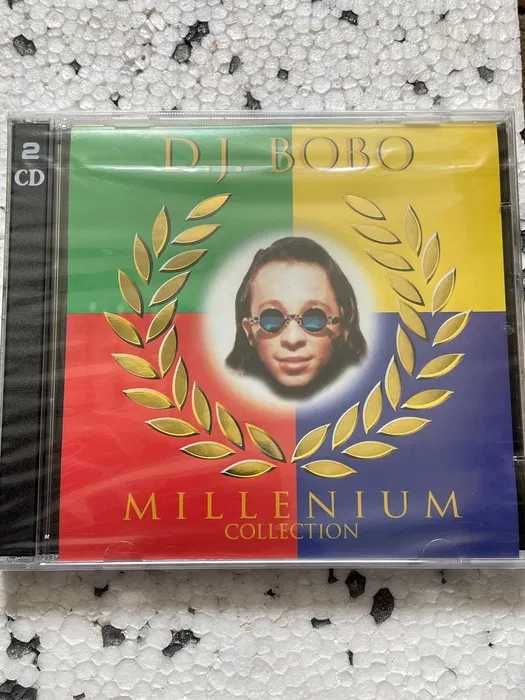 D.J. BOBO
2
CD
MILLENIUM
COLLECTION